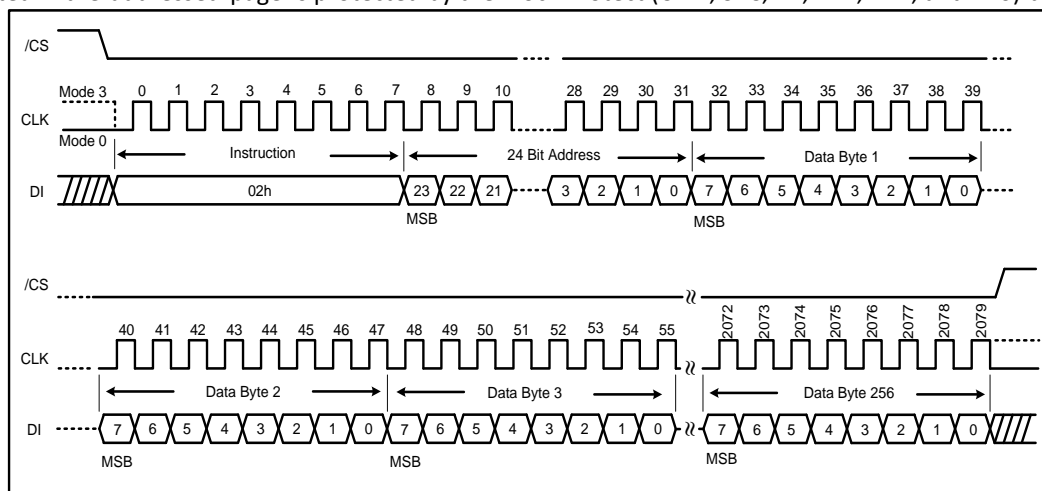 /CS
Mode 3 0 1 2 3 4 5 6 7 8 9 10 28 29 30 31 32 33 34 35 36 37 38 39
CLK
Mode 0
Instruction 24 Bit Address Data Byte 1
DI 02h 23 22 21 3 2 1 0 7 6 5 4 3 2 1 0
MSB MSB
/CS
40 41 42 43 44 45 46 47 48 49 50 51 52 53 54 55 2072 2073 2074 2075 2076 2077 2078 2079
CLK
Data Byte 2 Data Byte 3 Data Byte 256
DI 7 6 5 4 3 2 1 0 7 6 5 4 3 2 1 0 7 6 5 4 3 2 1 0
MSB MSB MSB